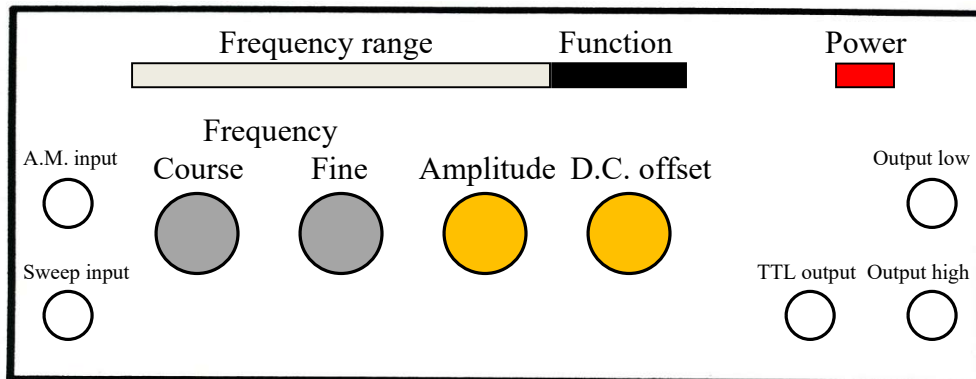 Frequency range Function Power
Frequency
A.M. input Course Fine Amplitude D.C. offset Output low
Sweep input TTL output Output high